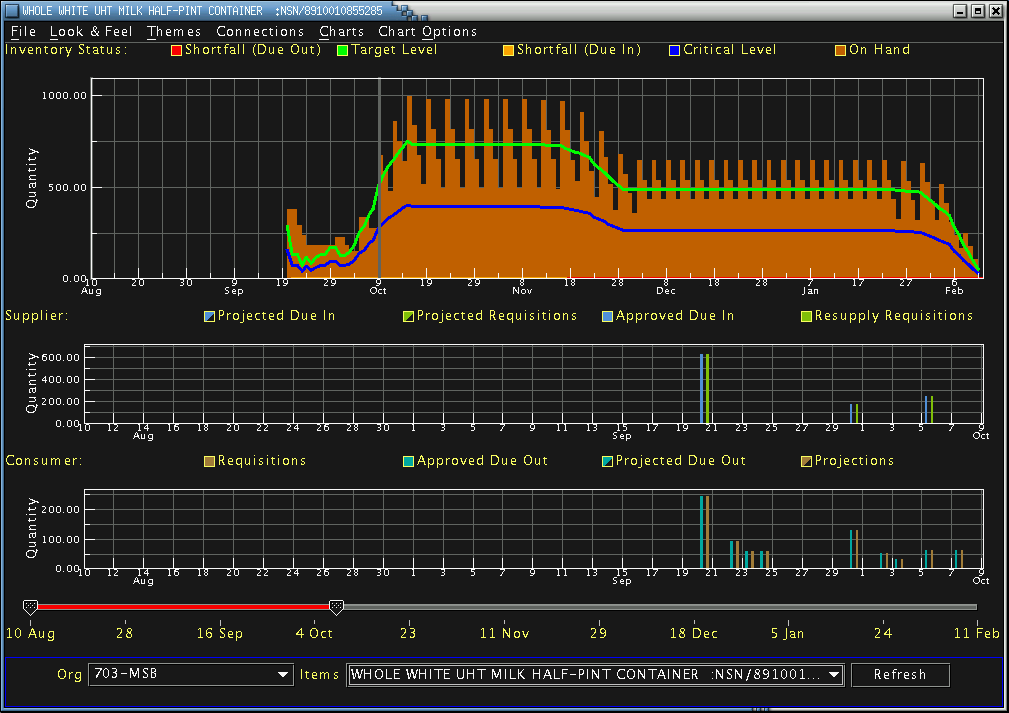 WHOLE WHITE UHT MILK HALF-PINT CONTAINER :NSN/8910010855285
File Look & Feel Themes Connections Charts Chart Options
Inventory Status: Shortfall (Due Out) Target Level Shortfall (Due In) Critical Level On Hand
1000.00
500.00
0.00
Quantity
20 30 9 19 29 19 29 8 18 28 8 18 28 7 17 27 6
Aug Sep Oct Nov Dec Jan Feb
Supplier: Projected Due In Projected Requisitions Approved Due In Resupply Requisitions
600.00
400.00
200.00
0.00
Quantity
10 12 14 16 18 20 22 24 26 28 30 1 3 5 7 9 11 13 15 17 19 21 23 25 27 29 1 3 5 7 9
Aug Sep Oct
Consumer: Requisitions Approved Due Out Projected Due Out Projections
200.00
100.00
0.00
Quantity
10 12 14 16 18 20 22 24 26 28 30 1 3 5 7 9 11 13 15 17 19 21 23 25 27 29 1 3 5 7 9
Aug Sep Oct
10 Aug 28 16 Sep 4 Oct 23 11 Nov 29 18 Dec 5 Jan 24 11 Feb
Org 703-MSB Items WHOLE WHITE UHT MILK HALF-PINT CONTAINER :NSN/891001... Refresh